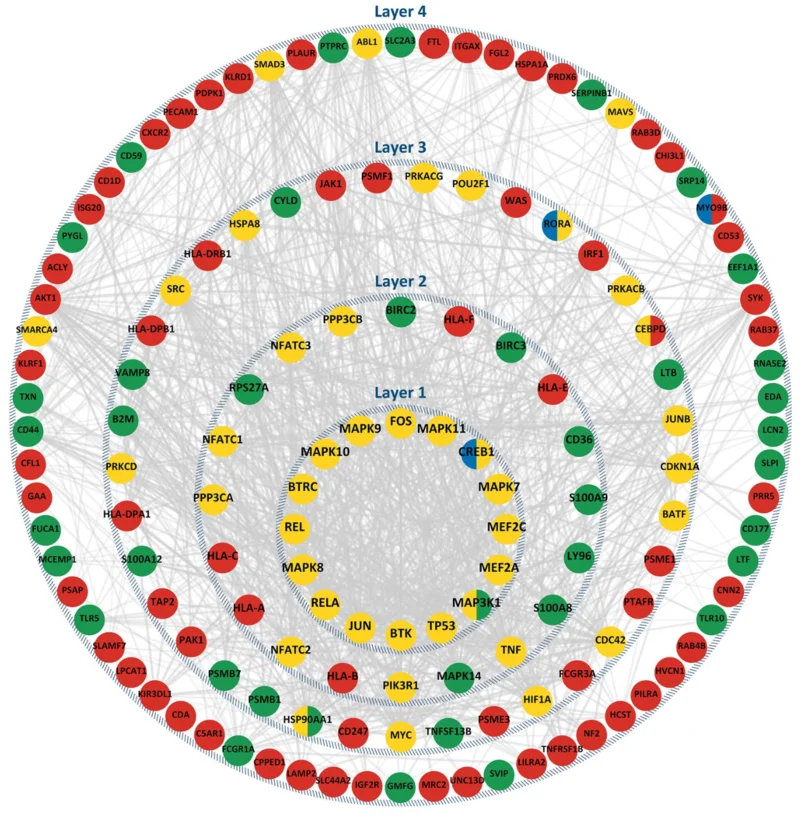 Layer 4
SLC2A3
FTL
ITGAX
FGL2
HSPA1A
PRDX6
SERPINB1
MAVS
RAB3D
CHI3L1
SRP14
MYO9B
CD53
EEF1A1
SYK
RAB37
RNASE2
EDA
LCN2
SLPI
PRR5
CD177
LTF
CNN2
TLR10
RAB4B
HVCN1
PILRA
HCST
NF2
TNFRSF1B
LILRA2
SVIP
UNC13D
MRC2
GMFG
IGF2R
SLC44A2
LAMP2
CPPED1
FCGR1A
CSAR1
CDA
KIR3DL1
LPCAT1
SLAMF7
TLR5
PSAP
MCEMP1
FUCA1
GAA
CFL1
CD44
TXN
KLRF1
SMARCA4
AKT1
ACLY
PYGL
ISG20
CD1D
CD59
CXCR2
PECAM1
PDPK1
KLRD1
SMAD3
PLAUR
PTPRC
ABL1
Layer 3
PRKACG
POU2F1
WAS
RORA
IRF1
PRKACB
CEBPD
LTB
JUNB
CDKN1A
BATF
PSME1
PTAFR
CDC42
FCGR3A
HIF1A
PSME3
TNFSF13B
MYC
CD247
HSP90AA1
PSMB1
PSMB7
PAK1
TAP2
S100A12
HLA-DPA1
PRKCD
B2M
VAMP8
HLA-DPB1
SRC
HLA-DRB1
HSPA8
CYLD
JAK1
PSMF1
Layer 2
BIRC2
HLA-F
BIRC3
HLA-E
CD36
S100A9
LY96
S100A8
TNF
MAPK14
PIK3R1
HLA-B
NFATC2
HLA-A
HLA-C
PPP3CA
NFATC1
RPS27A
NFATC3
PPP3CB
Layer 1
FOS
MAPK11
CREB1
MAPK7
MEF2C
MEF2A
MAP3K1
TP53
BTK
JUN
RELA
MAPK8
REL
BTRC
MAPK10
MAPK9